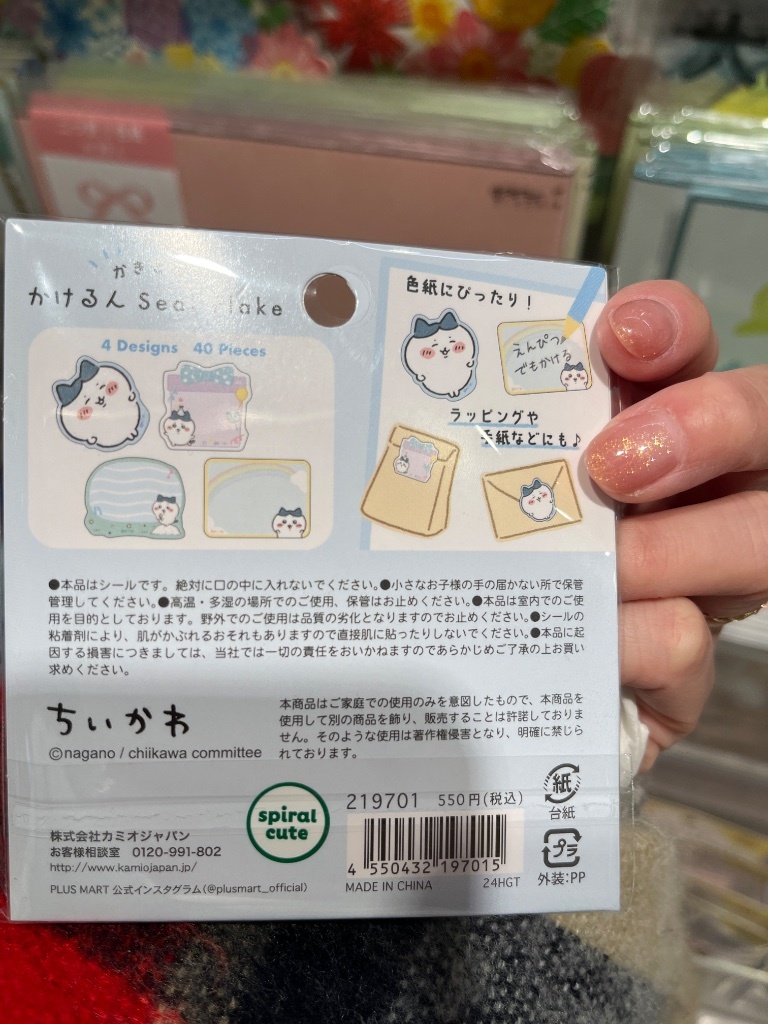 かき
かけるん Sea
4 Designs 40 Pieces
色紙にぴったり！
えんぴつ
でもかける
ラッピングや
手紙などにも♪
●本品はシールです。絶対に口の中に入れないでください。●小さなお子様の手の届かない所で保管
管理してください。●高温・多湿の場所でのご使用、保管はお止めください。●本品は室内でのご使
用を目的としております。野外でのご使用は品質の劣化となりますのでお止めください。●シールの
粘着剤により、肌がかぶれるおそれもありますので直接肌に貼ったりしないでください。●本品に起
因する損害につきましては、当社では一切の責任をおいかねますのであらかじめご了承の上お買い
求めください。
ちいかわ
©nagano / chiikawa committee
本商品はご家庭での使用のみを意図したもので、本商品を
使用して別の商品を飾り、販売することは許諾しておりま
せん。そのような使用は著作権侵害となり、明確に禁じら
れております。
spiral
cute
219701 550円(税込)
4 550432 197015
MADE IN CHINA 24HGT
紙
台紙
プラ
外装:PP
株式会社カミオジャパン
お客様相談室 0120-991-802
http://www.kamiojapan.jp/
PLUS MART 公式インスタグラム(@plusmart_official)